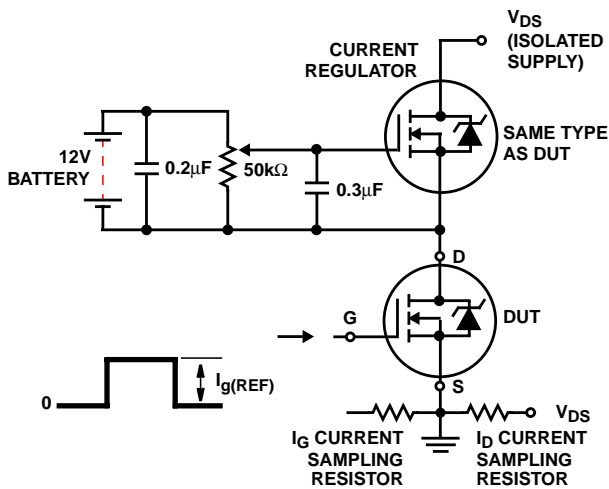 V_DS
(ISOLATED
SUPPLY)
CURRENT
REGULATOR
SAME TYPE
AS DUT
12V
BATTERY
0.2µF
50kΩ
0.3µF
D
G
DUT
I_g(REF)
0
S
V_DS
I_G CURRENT
SAMPLING
RESISTOR
I_D CURRENT
SAMPLING
RESISTOR